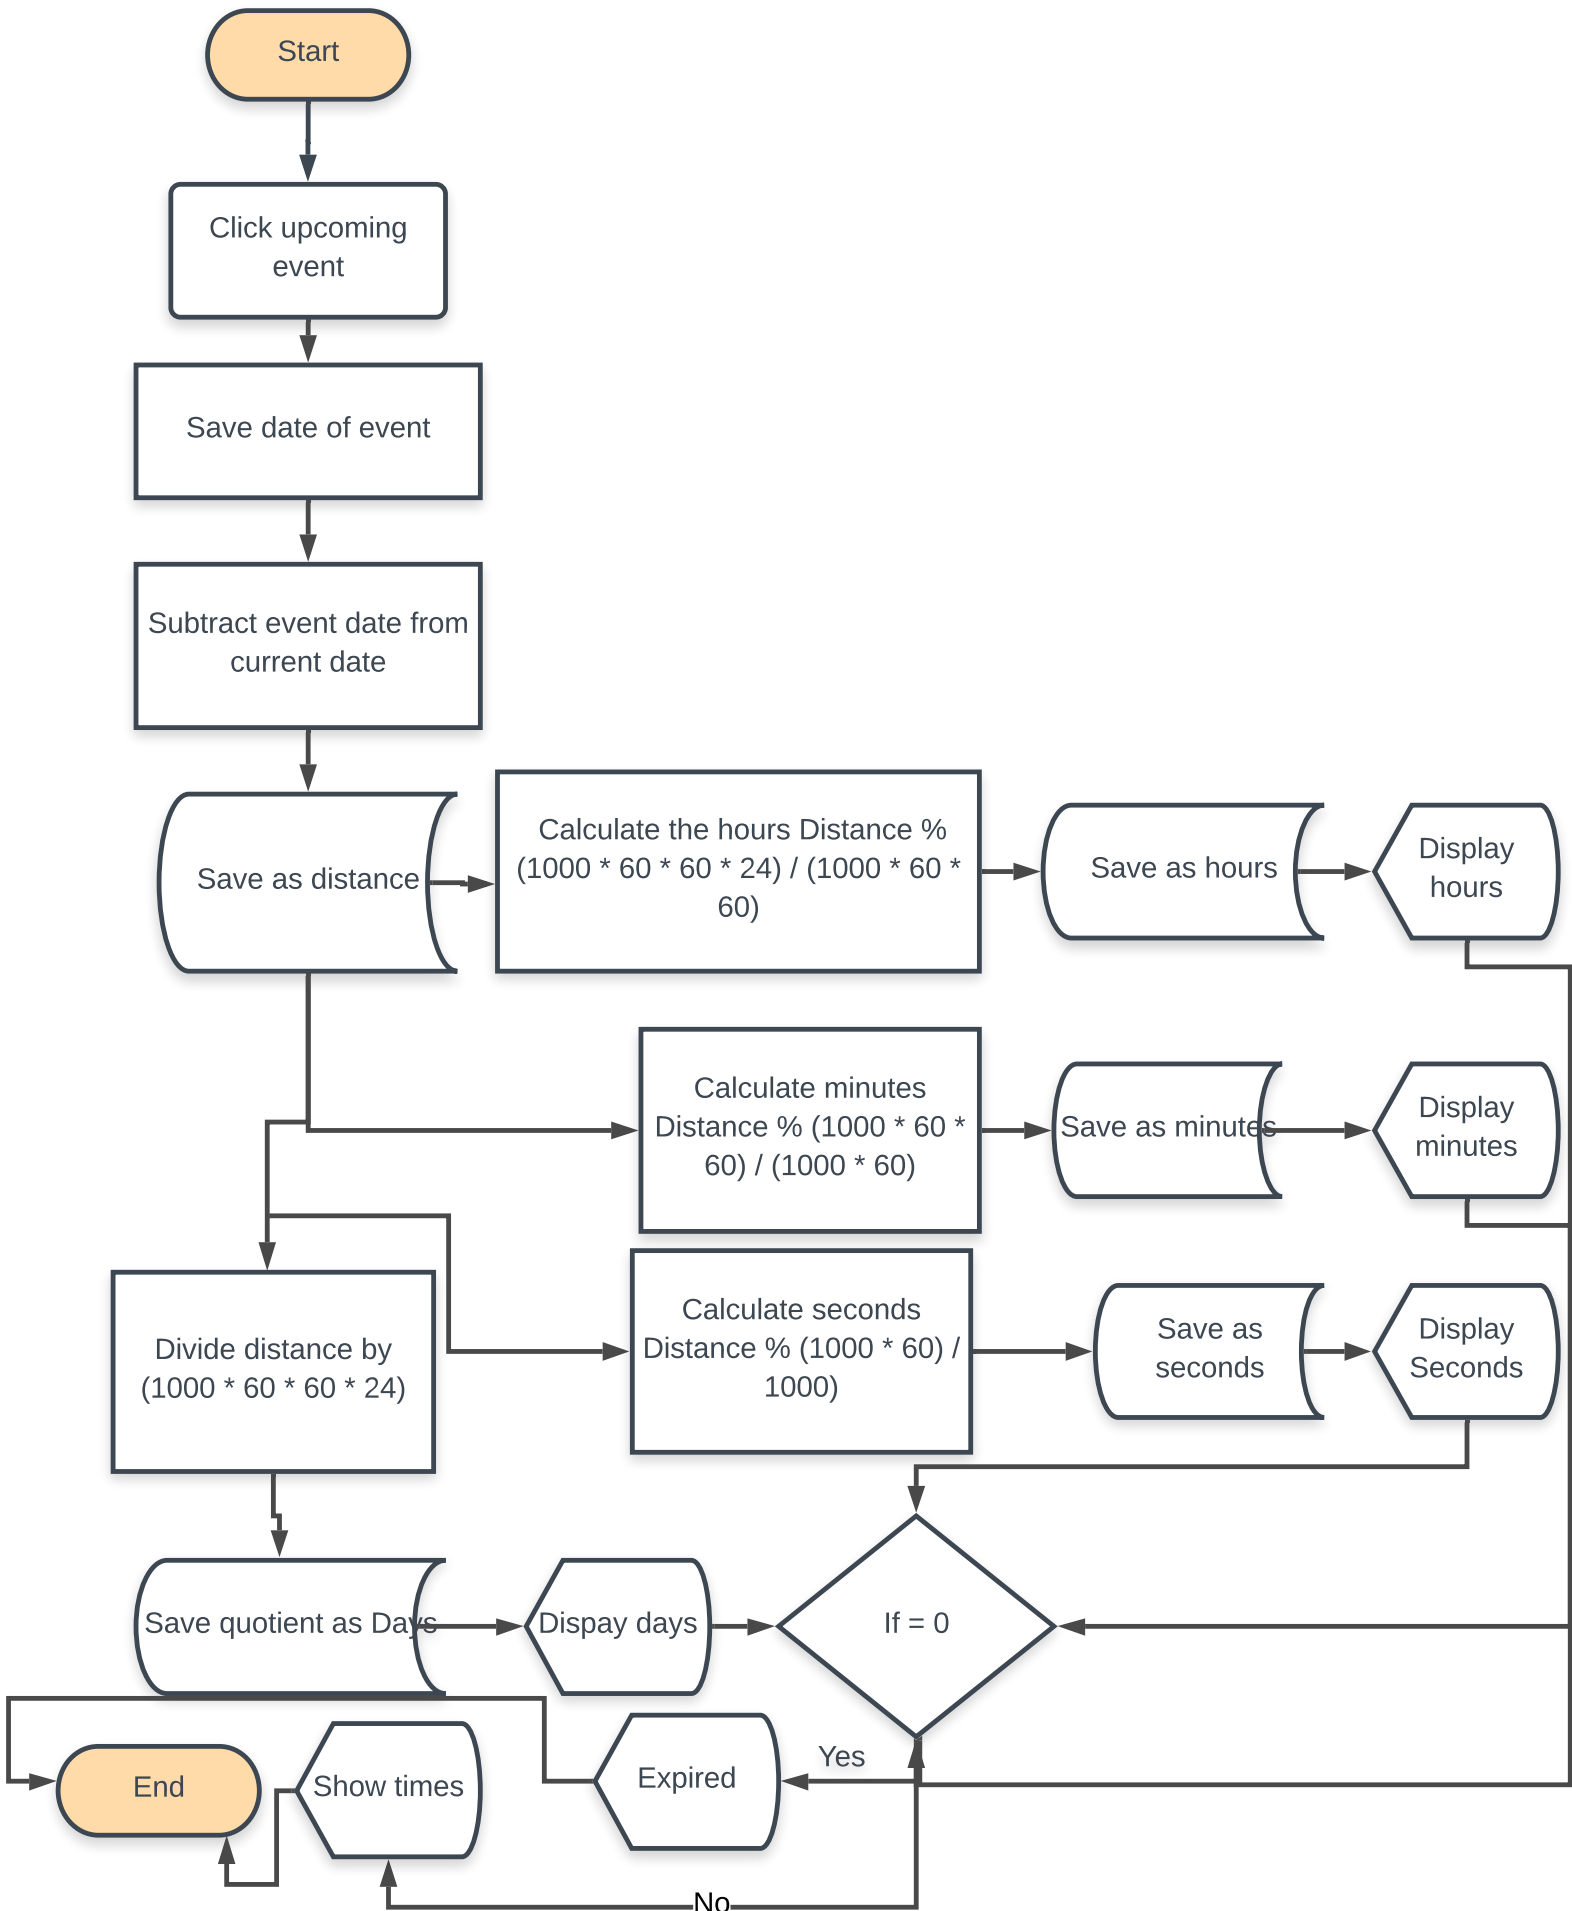 Start
Click upcoming
event
Save date of event
Subtract event date from
current date
Save as distance
Calculate the hours Distance %
(1000 * 60 * 60 * 24) / (1000 * 60 *
60)
Save as hours
Display
hours
Calculate minutes
Distance % (1000 * 60 *
60) / (1000 * 60)
Save as minutes
Display
minutes
Divide distance by
(1000 * 60 * 60 * 24)
Calculate seconds
Distance % (1000 * 60) /
1000)
Save as
seconds
Display
Seconds
Save quotient as Days
Dispay days
If = 0
Yes
Expired
Show times
End
No